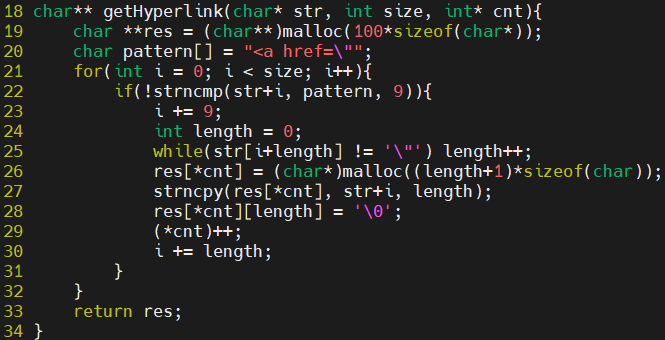 18 char** getHyperlink(char* str, int size, int* cnt){
19     char **res = (char**)malloc(100*sizeof(char*));
20     char pattern[] = "<a href=\"";
21     for(int i = 0; i < size; i++){
22         if(!strncmp(str+i, pattern, 9)){
23             i += 9;
24             int length = 0;
25             while(str[i+length] != '\"') length++;
26             res[*cnt] = (char*)malloc((length+1)*sizeof(char));
27             strncpy(res[*cnt], str+i, length);
28             res[*cnt][length] = '\0';
29             (*cnt)++;
30             i += length;
31         }
32     }
33     return res;
34 }